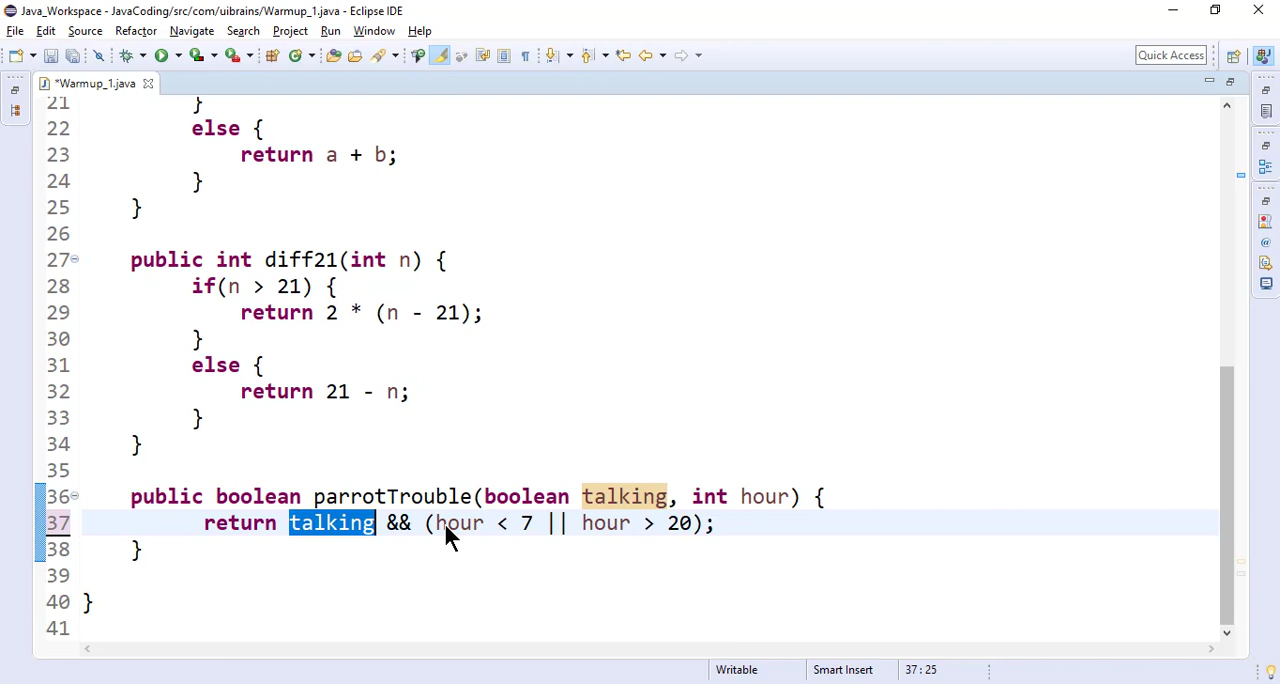 Java_Workspace - JavaCoding/src/com/uibrains/Warmup_1.java - Eclipse IDE
File Edit Source Refactor Navigate Search Project Run Window Help
Quick Access
*Warmup_1.java
21 }
22 else {
23 return a + b;
24 }
25 }
26
27 public int diff21(int n) {
28 if(n > 21) {
29 return 2 * (n - 21);
30 }
31 else {
32 return 21 - n;
33 }
34 }
35
36 public boolean parrotTrouble(boolean talking, int hour) {
37 return talking && (hour < 7 || hour > 20);
38 }
39
40 }
41
Writable Smart Insert 37 : 25